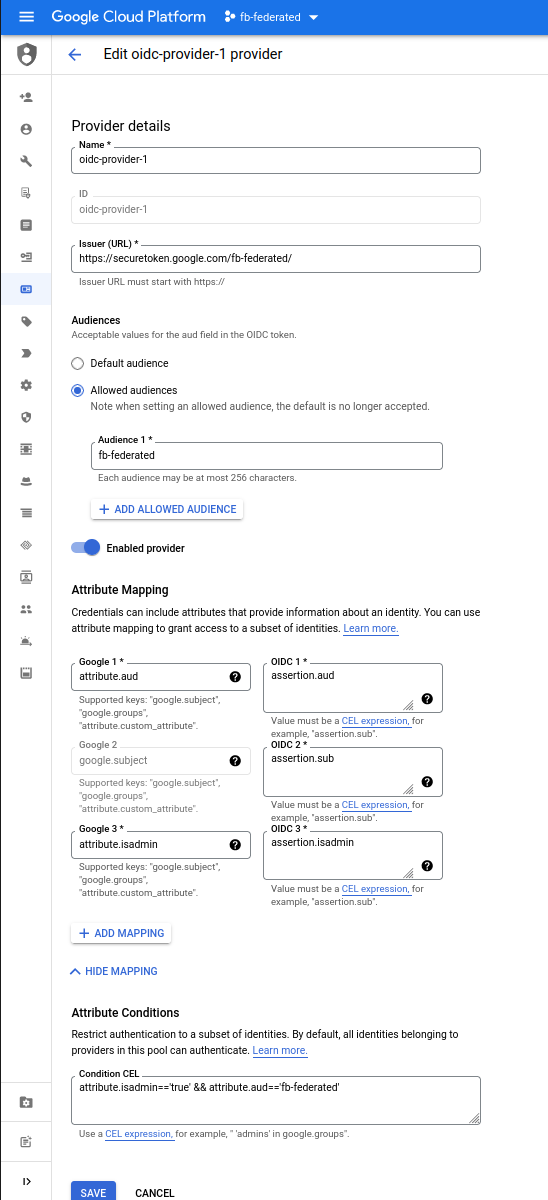 Google Cloud Platform
fb-federated
Edit oidc-provider-1 provider
Provider details
Name *
oidc-provider-1
ID
oidc-provider-1
Issuer (URL) *
https://securetoken.google.com/fb-federated/
Issuer URL must start with https://
Audiences
Acceptable values for the aud field in the OIDC token.
Default audience
Allowed audiences
Note when setting an allowed audience, the default is no longer accepted.
Audience 1 *
fb-federated
Each audience may be at most 256 characters.
+ ADD ALLOWED AUDIENCE
Enabled provider
Attribute Mapping
Credentials can include attributes that provide information about an identity. You can use
attribute mapping to grant access to a subset of identities. Learn more.
Google 1 *
attribute.aud
Supported keys: "google.subject",
"google.groups",
"attribute.custom_attribute".
OIDC 1 *
assertion.aud
Value must be a CEL expression, for
example, "assertion.sub".
Google 2
google.subject
Supported keys: "google.subject",
"google.groups",
"attribute.custom_attribute".
OIDC 2 *
assertion.sub
Value must be a CEL expression, for
example, "assertion.sub".
Google 3 *
attribute.isadmin
Supported keys: "google.subject",
"google.groups",
"attribute.custom_attribute".
OIDC 3 *
assertion.isadmin
Value must be a CEL expression, for
example, "assertion.sub".
+ ADD MAPPING
HIDE MAPPING
Attribute Conditions
Restrict authentication to a subset of identities. By default, all identities belonging to
providers in this pool can authenticate. Learn more.
Condition CEL
attribute.isadmin=='true' && attribute.aud=='fb-federated'
Use a CEL expression, for example, " 'admins' in google.groups".
SAVE
CANCEL